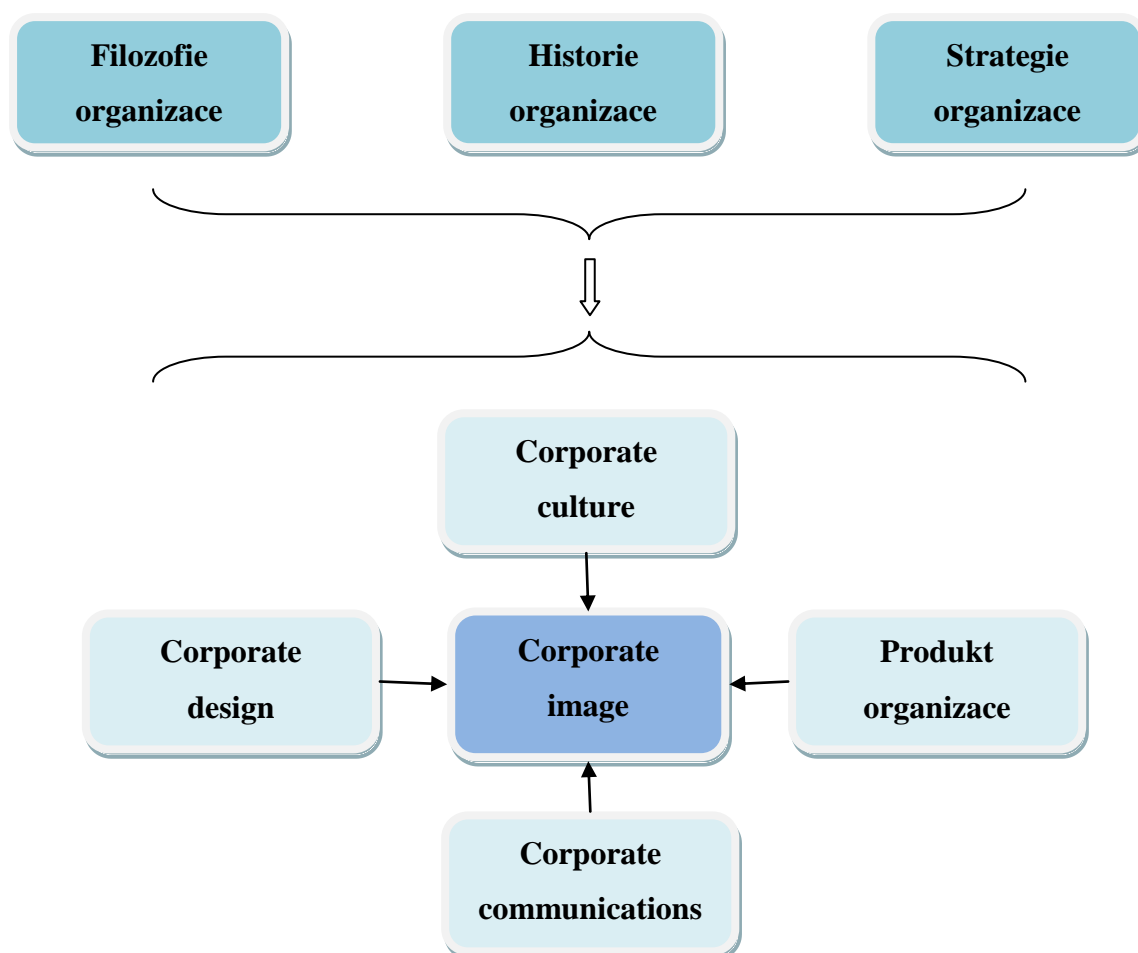 Filozofie
organizace
Historie
organizace
Strategie
organizace
Corporate
culture
Corporate
design
Corporate
image
Produkt
organizace
Corporate
communications